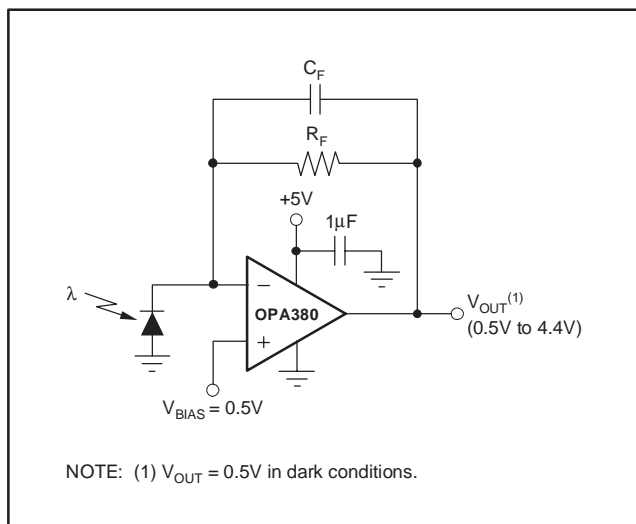 C_F
R_F
+5V
1µF
λ
−
OPA380
+
V_OUT(1)
(0.5V to 4.4V)
V_BIAS = 0.5V
NOTE: (1) V_OUT = 0.5V in dark conditions.